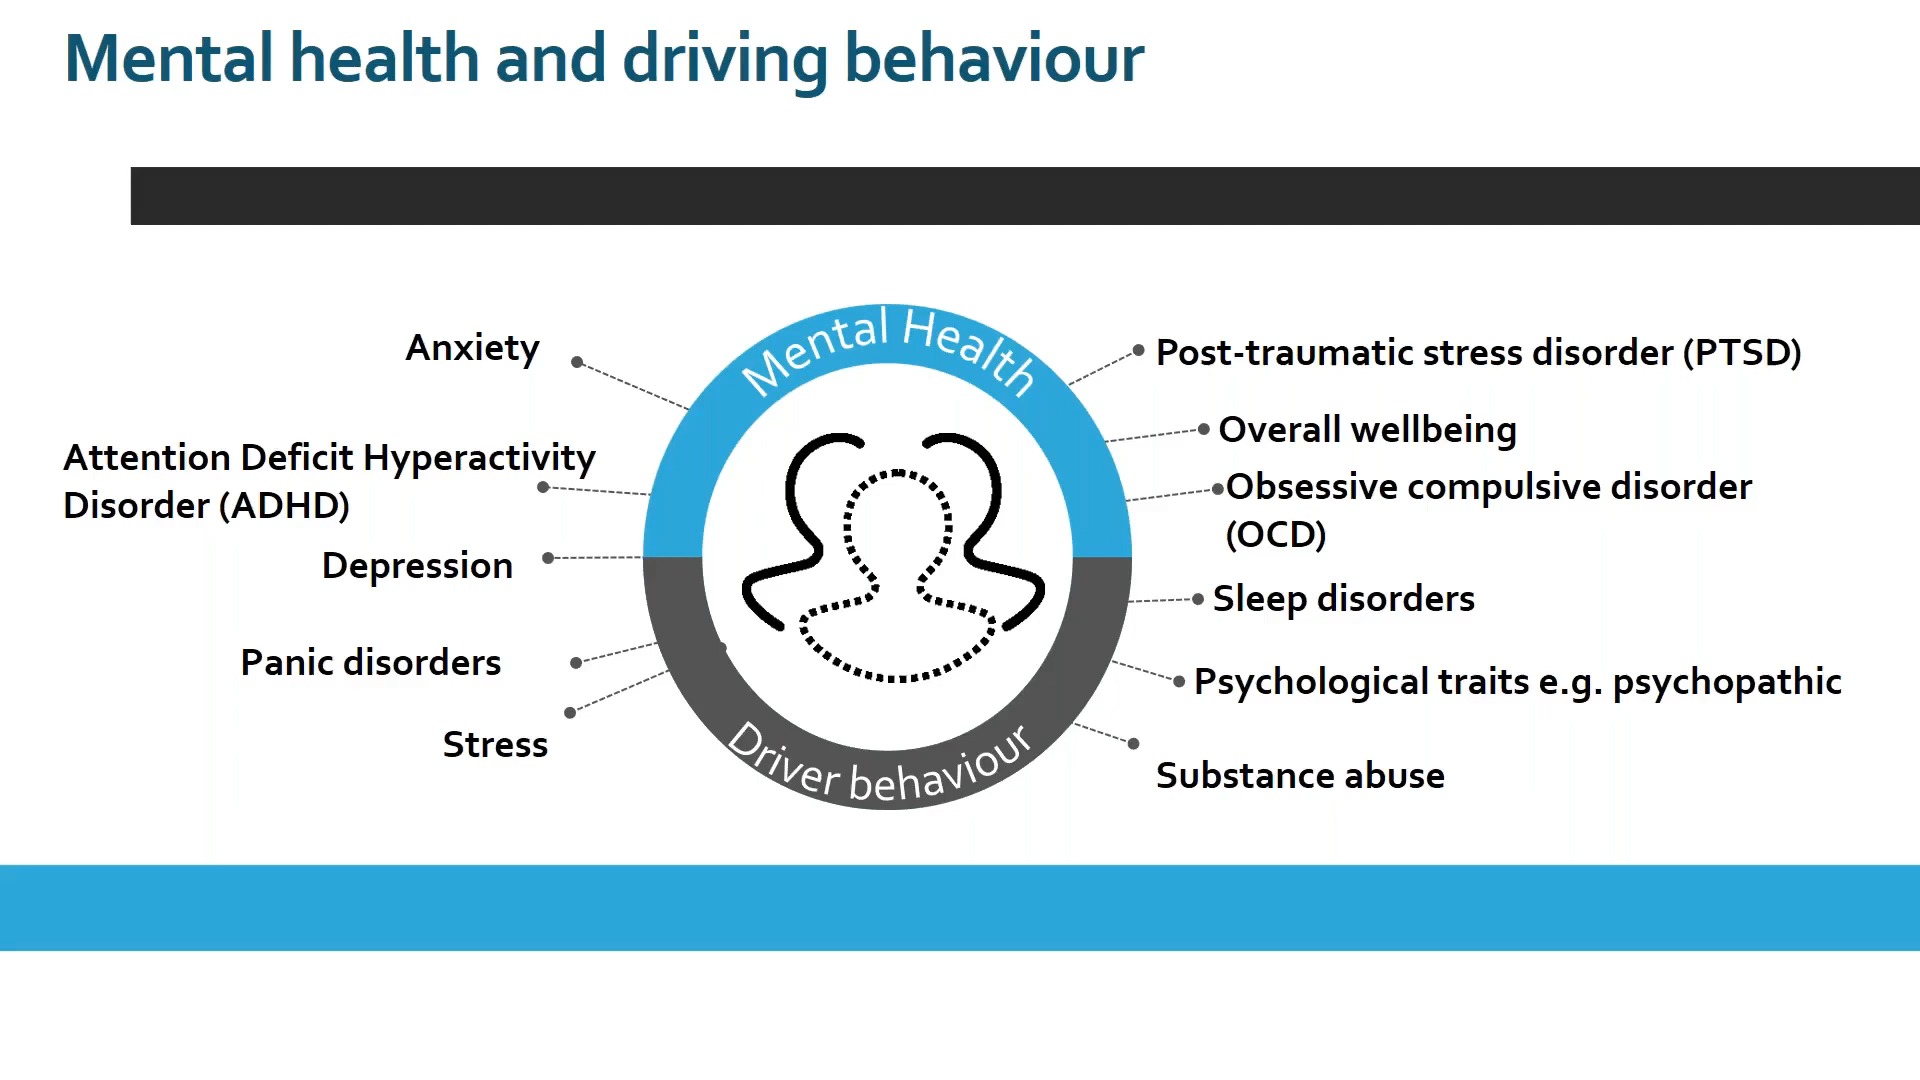 Mental health and driving behaviour
Mental Health
Anxiety
Attention Deficit Hyperactivity
Disorder (ADHD)
Depression
Panic disorders
Stress
Post-traumatic stress disorder (PTSD)
Overall wellbeing
Obsessive compulsive disorder
(OCD)
Sleep disorders
Psychological traits e.g. psychopathic
Substance abuse
Driver behaviour